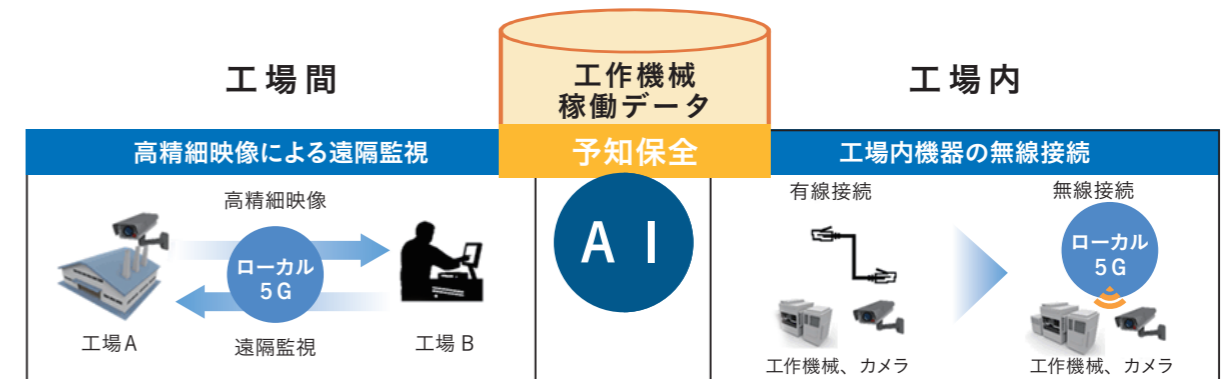 工場間
工作機械
稼働データ
工場内
高精細映像による遠隔監視
予知保全
工場内機器の無線接続
高精細映像
ローカル
5G
工場A
遠隔監視
工場B
AI
有線接続
無線接続
ローカル
5G
工作機械、カメラ
工作機械、カメラ